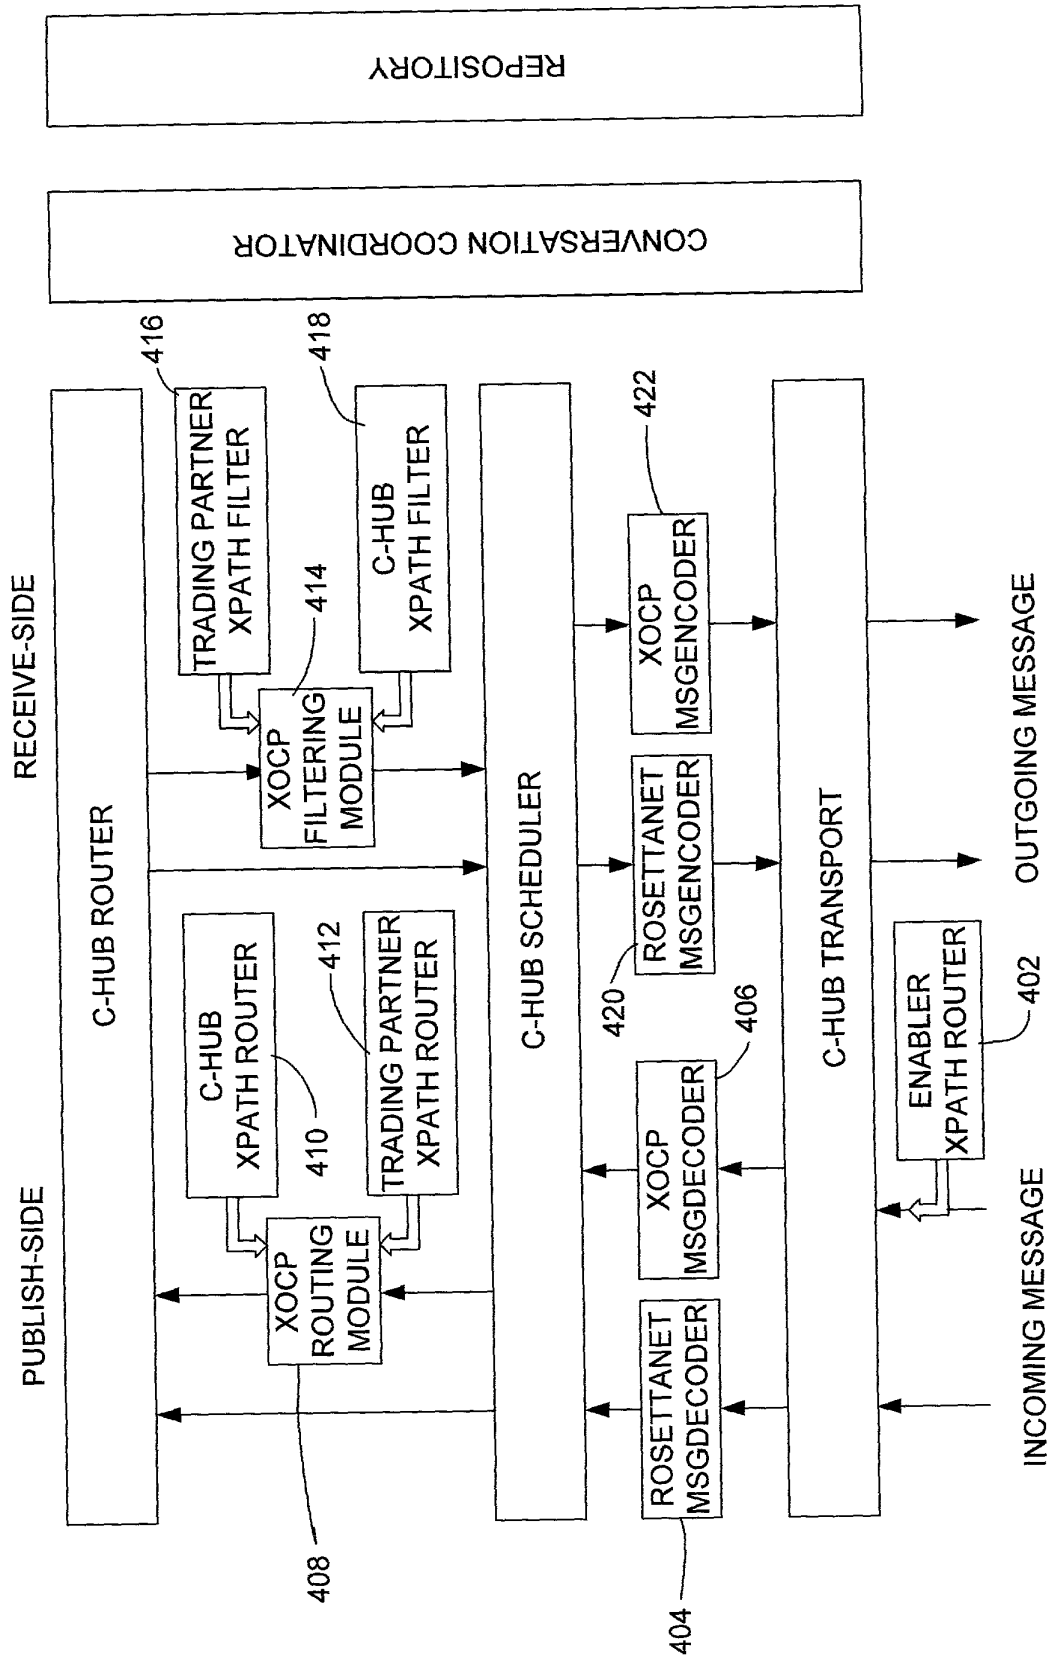 PUBLISH-SIDE
RECEIVE-SIDE
C-HUB ROUTER
408
XOCP
ROUTING
MODULE
C-HUB
XPATH ROUTER
410
412
TRADING PARTNER
XPATH ROUTER
XOCP
FILTERING
MODULE
414
TRADING PARTNER
XPATH FILTER
416
C-HUB
XPATH FILTER
418
C-HUB SCHEDULER
404
ROSETTANET
MSGDECODER
XOCP
MSGDECODER
406
420
ROSETTANET
MSGENCODER
XOCP
MSGENCODER
422
C-HUB TRANSPORT
ENABLER
XPATH ROUTER
402
INCOMING MESSAGE
OUTGOING MESSAGE
CONVERSATION COORDINATOR
REPOSITORY